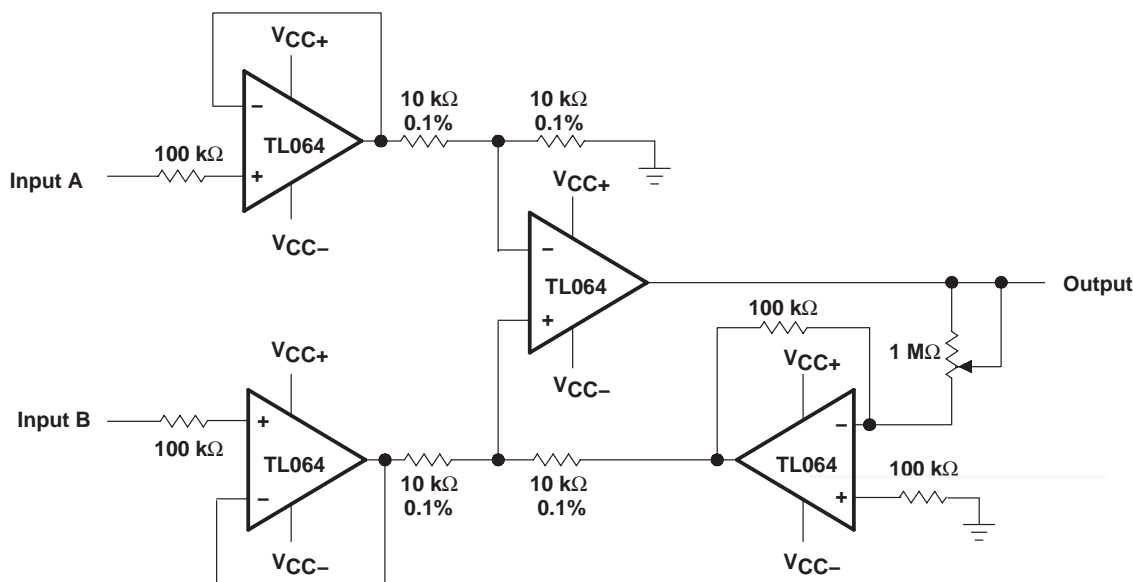 VCC+
−
TL064
+
VCC−
100 kΩ
Input A
10 kΩ
0.1%
10 kΩ
0.1%
VCC+
−
TL064
+
VCC−
Output
100 kΩ
1 MΩ
VCC+
−
TL064
+
VCC−
100 kΩ
Input B
100 kΩ
VCC+
+
TL064
−
VCC−
10 kΩ
0.1%
10 kΩ
0.1%